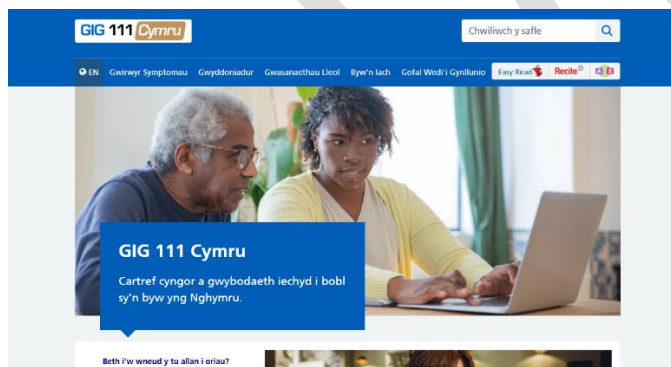 GIG 111 Cymru
Chwiliwch y safle
EN Gwirwyr Symptomau Gwyddoniadur Gwasanaethau Lleol Byw'n Iach Gofal Wedi'i Gynllunio Easy Read Recite
GIG 111 Cymru
Cartref cyngor a gwybodaeth iechyd i bobl
sy'n byw yng Nghymru.
Beth i'w wneud y tu allan i oriau?